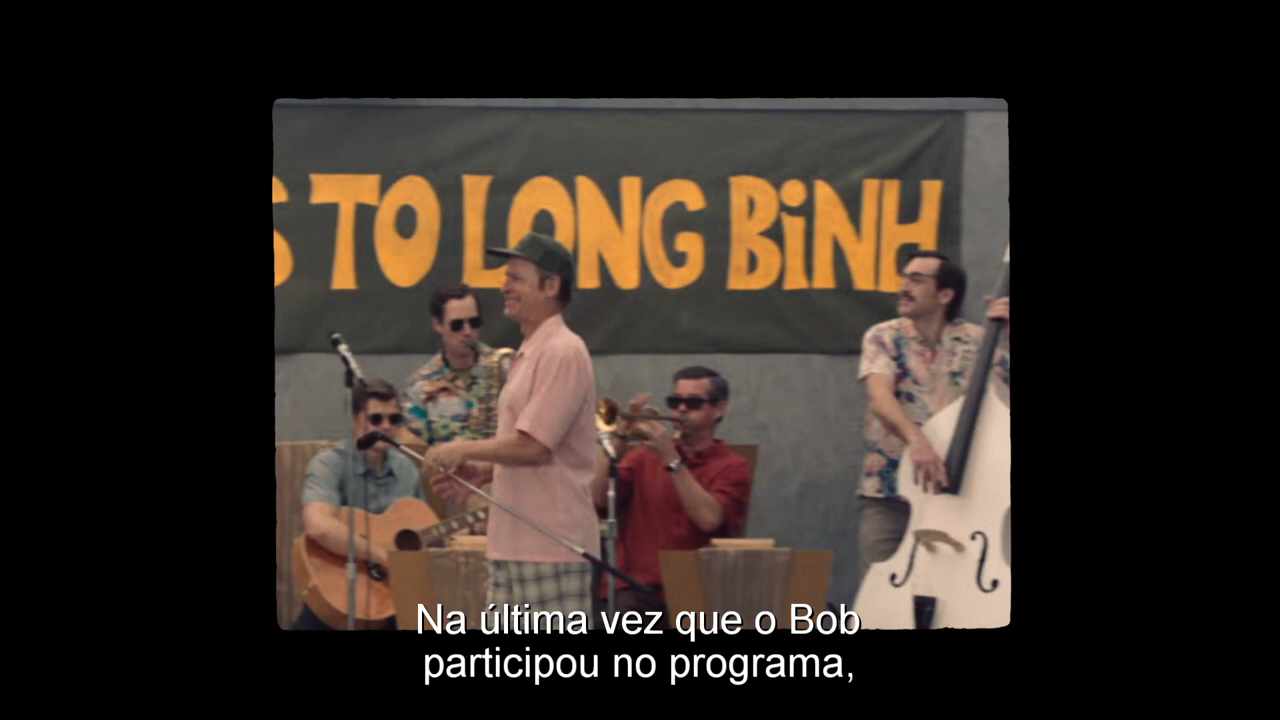 S TO LONG BiNH
Na última vez que o Bob
participou no programa,